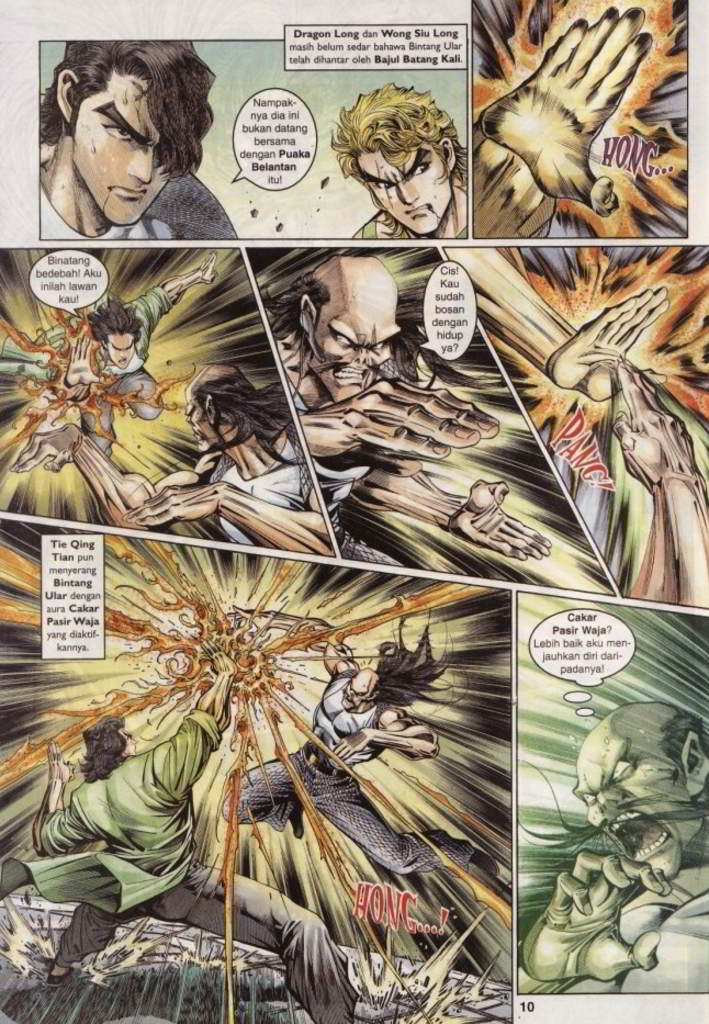 Dragon Long dan Wong Siu Long
masih belum sedar bahawa Bintang Ular
telah dihantar oleh Bajul Batang Kali.
Nampak-
nya dia ini
bukan datang
bersama
dengan Puaka
Belantan
itu!
HONG...
Binatang
bedebah! Aku
inilah lawan
kau!
Cis!
Kau
sudah
bosan
dengan
hidup
ya?
PANG!
Tie Qing
Tian pun
menyerang
Bintang
Ular dengan
aura Cakar
Pasir Waja
yang diaktif-
kannya.
HONG...!
Cakar
Pasir Waja?
Lebih baik aku men-
jauhkan diri dari-
padanya!
10